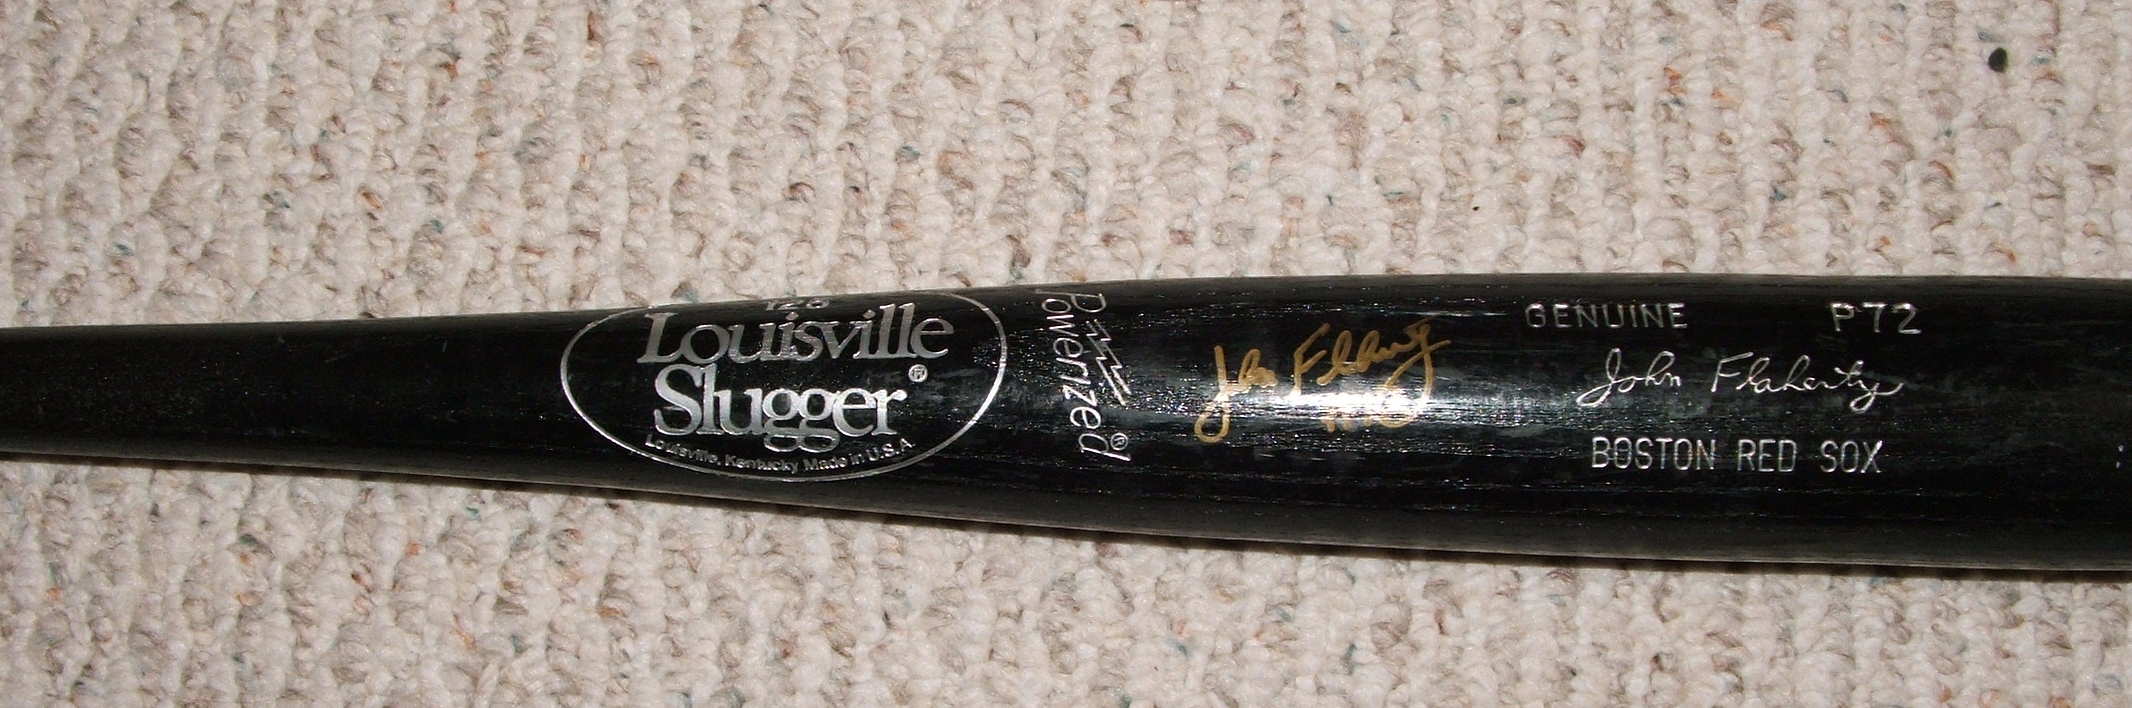 125
Louisville
Slugger®
Louisville, Kentucky Made in U.S.A.
Powerized®
John Flaherty
GENUINE P72
John Flaherty
BOSTON RED SOX